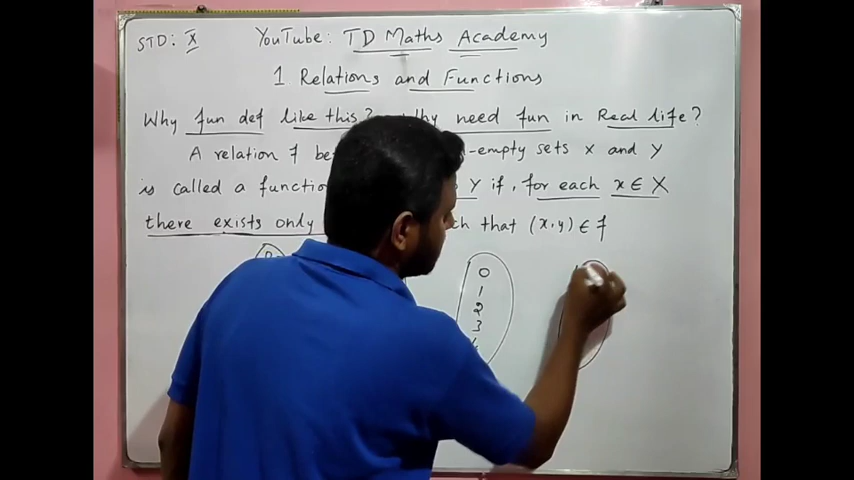 STD: X YouTube: TD Maths Academy
1 Relations and Functions
Why fun def like this? Why need fun in Real life?
A relation f -empty sets X and Y
is called a function Y if, for each x ∈ X
there exists only such that (x,y) ∈ f
0
1
2
3